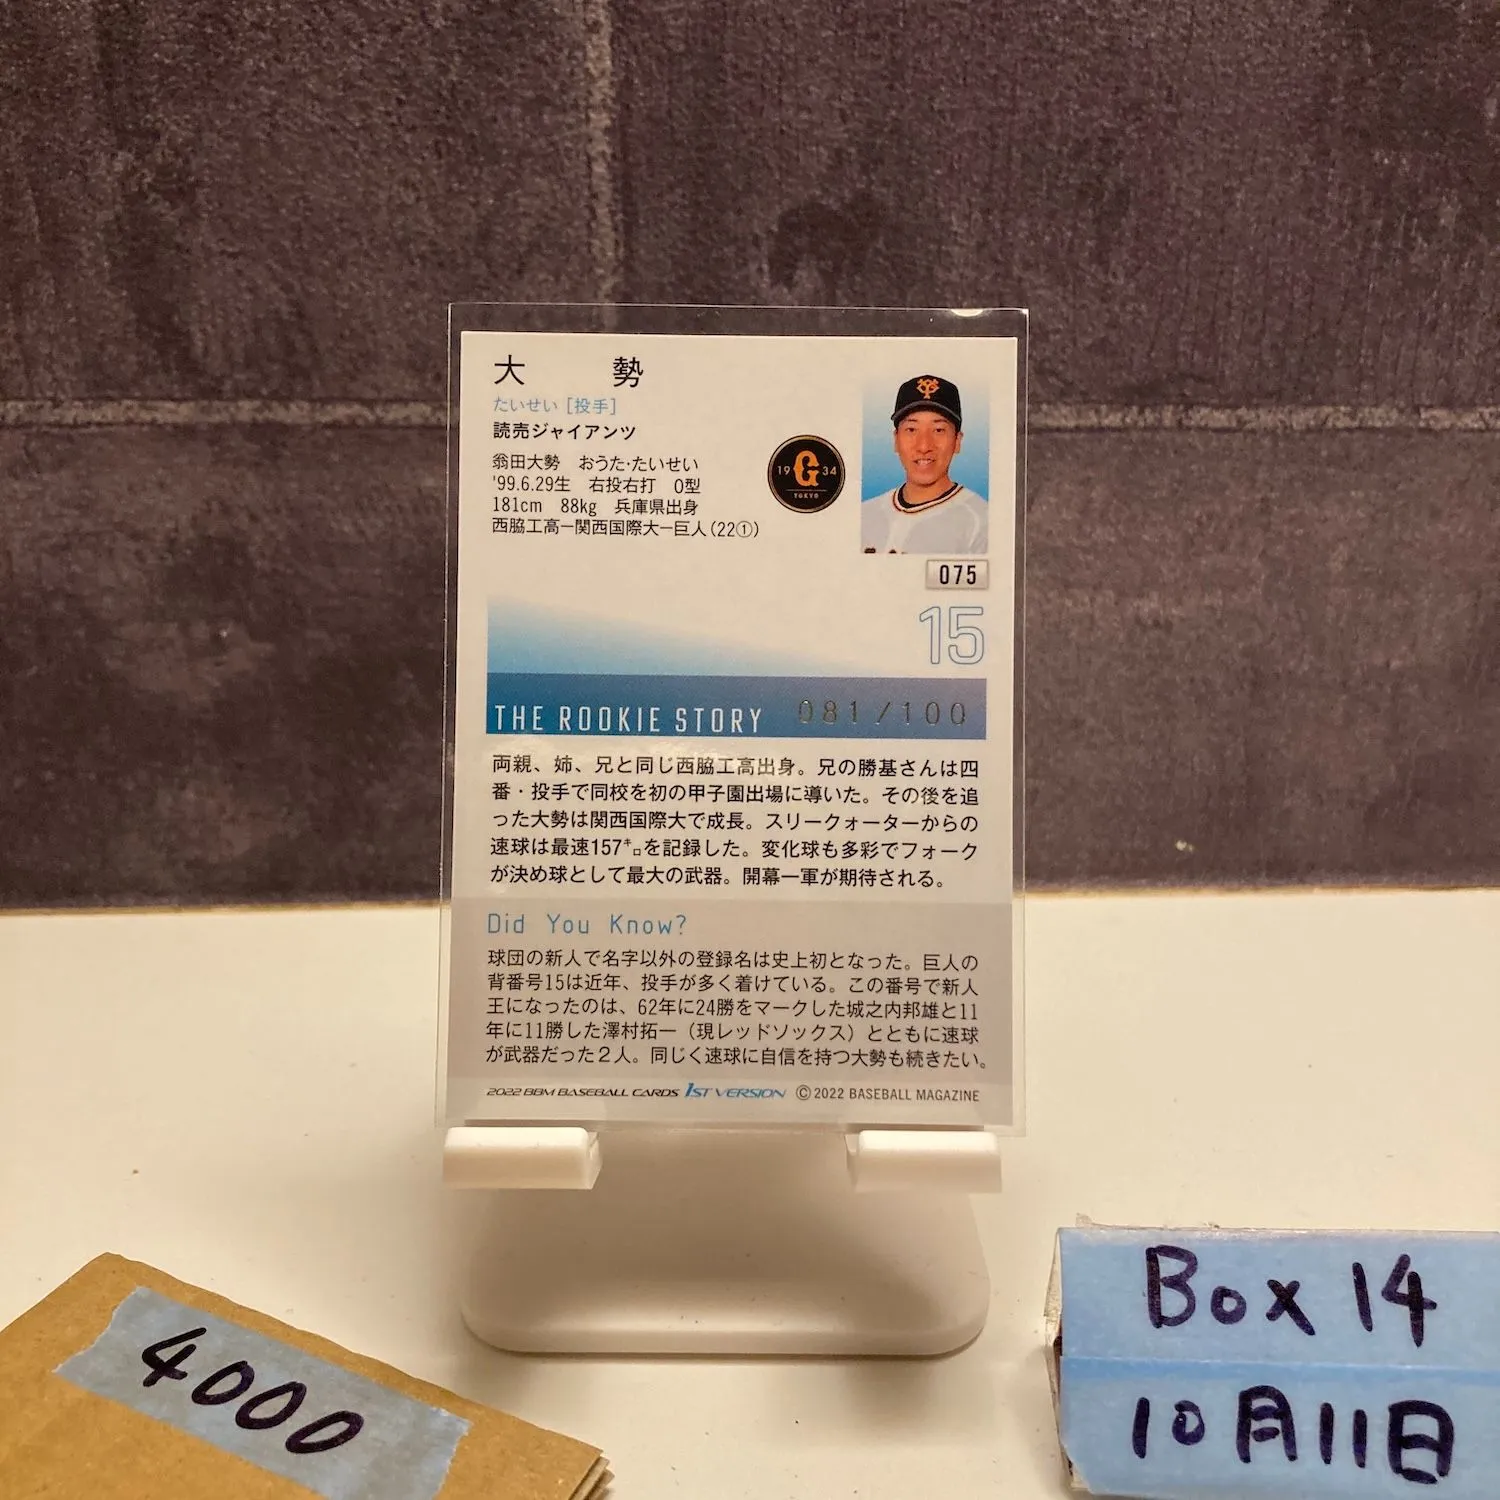 大 勢
たいせい [投手]
読売ジャイアンツ
翁田大勢 おうた・たいせい
'99.6.29生 右投右打 O型
181cm 88kg 兵庫県出身
西脇工高ー関西国際大ー巨人(22①)
19 G 34
TOKYO
075
15
THE ROOKIE STORY 081/100
両親、姉、兄と同じ西脇工高出身。兄の勝基さんは四
番・投手で同校を初の甲子園出場に導いた。その後を追
った大勢は関西国際大で成長。スリークォーターからの
速球は最速157㌔を記録した。変化球も多彩でフォーク
が決め球として最大の武器。開幕一軍が期待される。
Did You Know?
球団の新人で名字以外の登録名は史上初となった。巨人の
背番号15は近年、投手が多く着けている。この番号で新人
王になったのは、62年に24勝をマークした城之内邦雄と11
年に11勝した澤村拓一（現レッドソックス）とともに速球
が武器だった２人。同じく速球に自信を持つ大勢も続きたい。
2022 BBM BASEBALL CARDS 1ST VERSION ©2022 BASEBALL MAGAZINE
4000
Box 14
10月11日